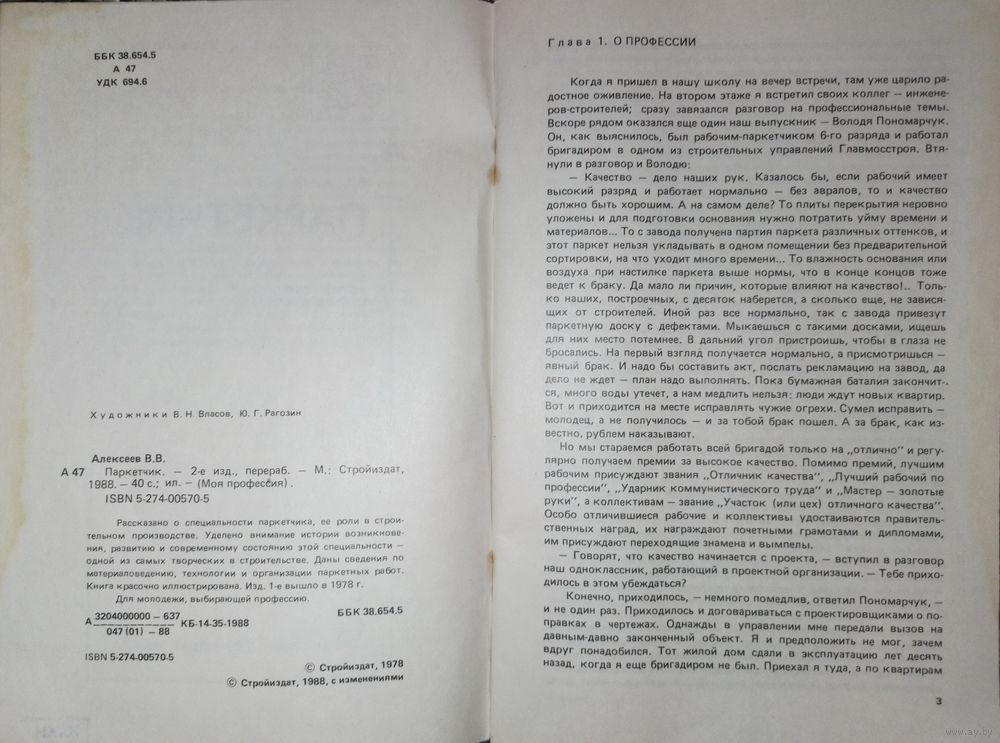 ББК 38.654.5
А 47
УДК 694.6
Художники В. Н. Власов, Ю. Г. Рагозин
Алексеев В.В.
А 47 Паркетчик. — 2-е изд., перераб. — М.: Стройиздат,
1988. — 40 с.; ил. — (Моя профессия).
ISBN 5-274-00570-5
Рассказано о специальности паркетчика, ее роли в строи-
тельном производстве. Уделено внимание истории возникнове-
ния, развитию и современному состоянию этой специальности —
одной из самых творческих в строительстве. Даны сведения по
материаловедению, технологии и организации паркетных работ.
Книга красочно иллюстрирована. Изд. 1-е вышло в 1978 г.
Для молодежи, выбирающей профессию.
А 3204000000 — 637
047 (01) — 88
КБ-14-35-1988
ББК 38.654.5
ISBN 5-274-00570-5
© Стройиздат, 1978
© Стройиздат, 1988, с изменениями
Глава 1. О ПРОФЕССИИ
Когда я пришел в нашу школу на вечер встречи, там уже царило ра-
достное оживление. На втором этаже я встретил своих коллег — инжене-
ров-строителей; сразу завязался разговор на профессиональные темы.
Вскоре рядом оказался еще один наш выпускник — Володя Пономарчук.
Он, как выяснилось, был рабочим-паркетчиком 6-го разряда и работал
бригадиром в одном из строительных управлений Главмосстроя. Втя-
нули в разговор и Володю:
— Качество — дело наших рук. Казалось бы, если рабочий имеет
высокий разряд и работает нормально — без авралов, то и качество
должно быть хорошим. А на самом деле? То плиты перекрытия неровно
уложены и для подготовки основания нужно потратить уйму времени и
материалов... То с завода получена партия паркета различных оттенков, и
этот паркет нельзя укладывать в одном помещении без предварительной
сортировки, на что уходит много времени... То влажность основания или
воздуха при настилке паркета выше нормы, что в конце концов тоже
ведет к браку. Да мало ли причин, которые влияют на качество!.. Толь-
ко наших, построечных, с десяток наберется, а сколько еще, не завися-
щих от строителей. Иной раз все нормально, так с завода привезут
паркетную доску с дефектами. Мыкаешься с такими досками, ищешь
для них место потемнее. В дальний угол пристроишь, чтобы в глаза не
бросались. На первый взгляд получается нормально, а присмотришься —
явный брак. И надо бы составить акт, послать рекламацию на завод, да
дело не ждет — план надо выполнять. Пока бумажная баталия закончит-
ся, много воды утечет, а нам медлить нельзя: люди ждут новых квартир.
Вот и приходится на месте исправлять чужие огрехи. Сумел исправить —
молодец, а не получилось — и за тобой брак пошел. А за брак, как из-
вестно, рублем наказывают.
Но мы стараемся работать всей бригадой только на „отлично" и регу-
лярно получаем премии за высокое качество. Помимо премий, лучшим
рабочим присуждают звания „Отличник качества", „Лучший рабочий по
профессии", „Ударник коммунистического труда" и „Мастер — золотые
руки", а коллективам — звание „Участок (или цех) отличного качества".
Особо отличившиеся рабочие и коллективы удостаиваются правитель-
ственных наград, их награждают почетными грамотами и дипломами,
им присуждают переходящие знамена и вымпелы.
— Говорят, что качество начинается с проекта, — вступил в разговор
наш одноклассник, работающий в проектной организации. — Тебе прихо-
дилось в этом убеждаться?
Конечно, приходилось, — немного помедлив, ответил Пономарчук, —
и не один раз. Приходилось и договариваться с проектировщиками о по-
правках в чертежах. Однажды в управлении мне передали вызов на
давным-давно законченный объект. Я и предположить не мог, зачем
вдруг понадобился. Тот жилой дом сдали в эксплуатацию лет десять
назад, когда я еще бригадиром не был. Приехал я туда, а по квартирам
3
www.ay.by